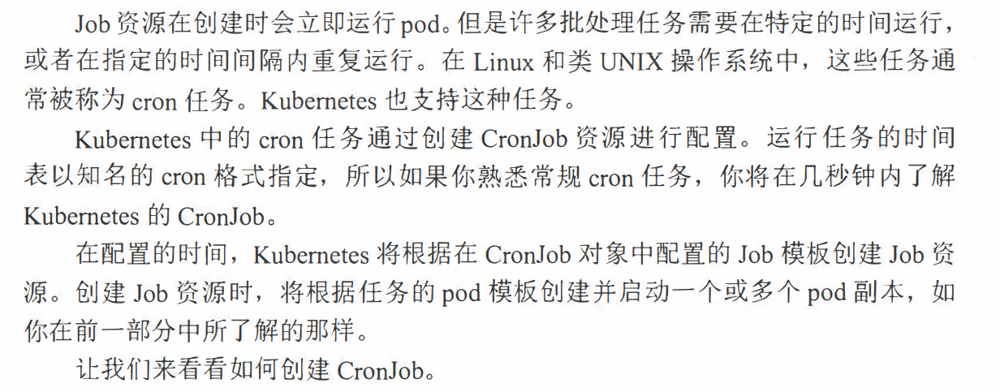 Job 资源在创建时会立即运行 pod。但是许多批处理任务需要在特定的时间运行，
或者在指定的时间间隔内重复运行。在 Linux 和类 UNIX 操作系统中，这些任务通
常被称为 cron 任务。Kubernetes 也支持这种任务。
Kubernetes 中的 cron 任务通过创建 CronJob 资源进行配置。运行任务的时间
表以知名的 cron 格式指定，所以如果你熟悉常规 cron 任务，你将在几秒钟内了解
Kubernetes 的 CronJob。
在配置的时间，Kubernetes 将根据在 CronJob 对象中配置的 Job 模板创建 Job 资
源。创建 Job 资源时，将根据任务的 pod 模板创建并启动一个或多个 pod 副本，如
你在前一部分中所了解的那样。
让我们来看看如何创建 CronJob。